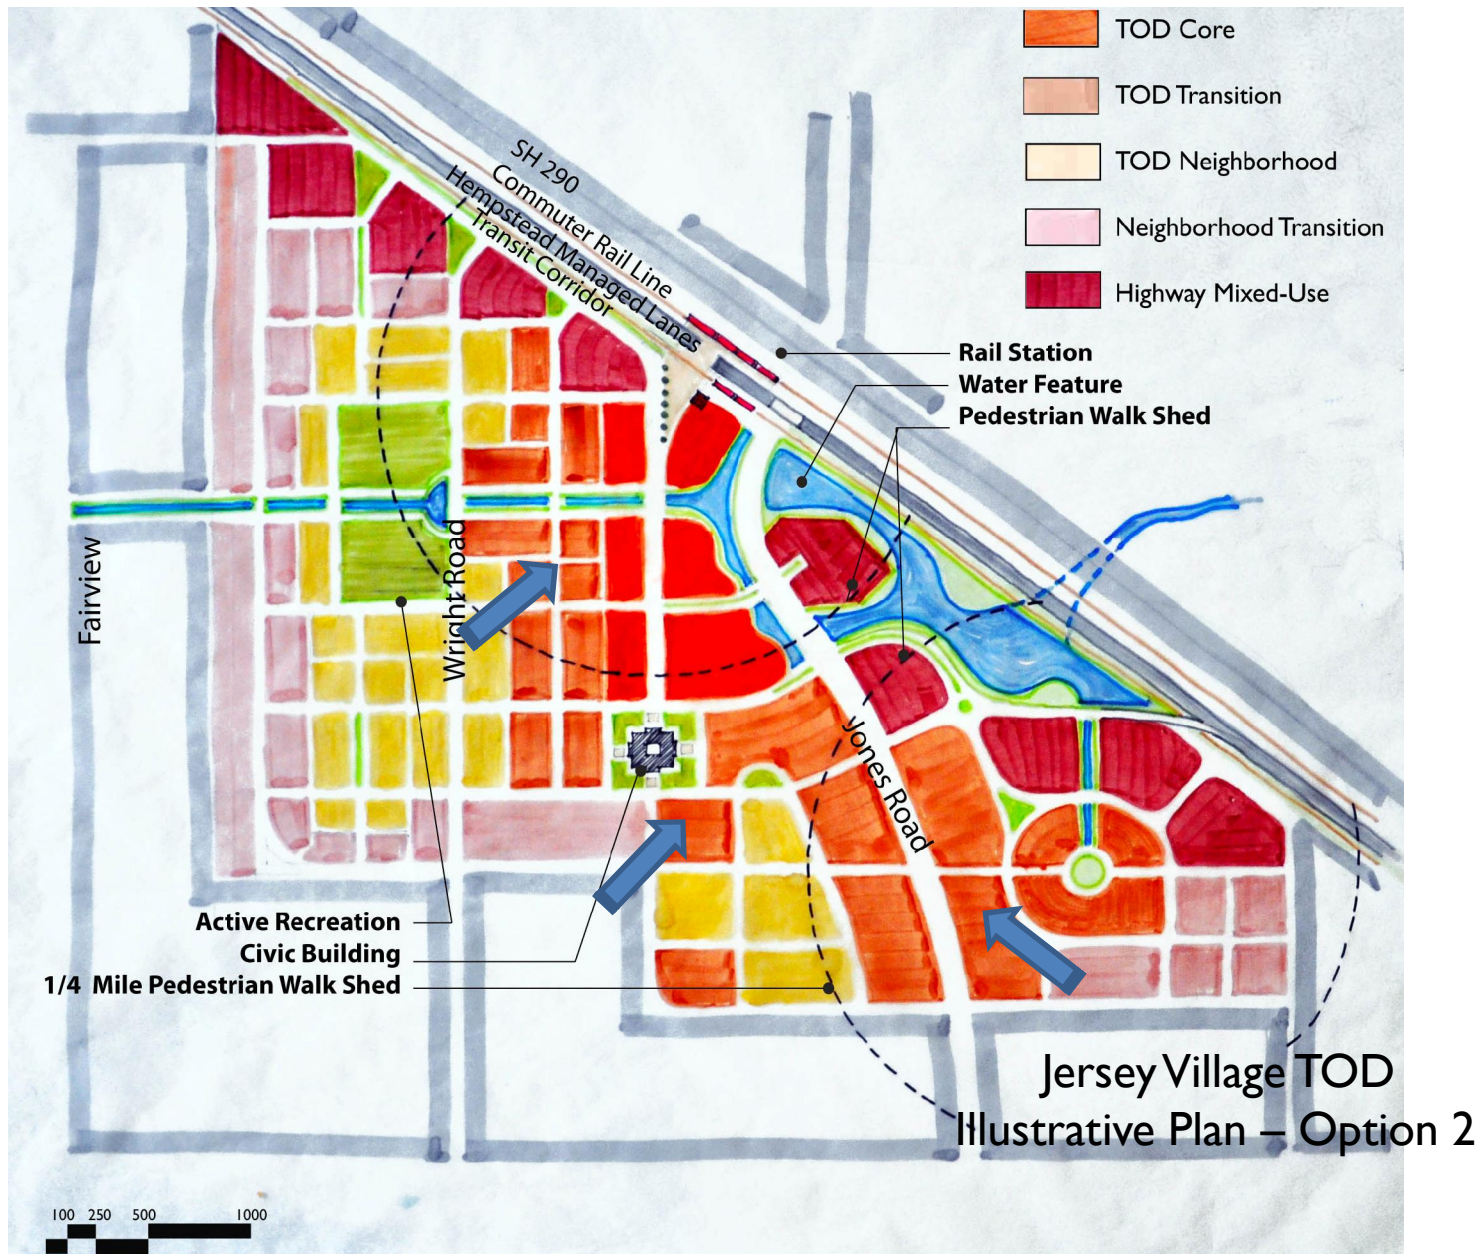 TOD Core
TOD Transition
TOD Neighborhood
Neighborhood Transition
Highway Mixed-Use
SH 290
Commuter Rail Line
Hempstead Managed Lanes
Transit Corridor
Rail Station
Water Feature
Pedestrian Walk Shed
Fairview
Wright Road
Jones Road
Active Recreation
Civic Building
1/4 Mile Pedestrian Walk Shed
Jersey Village TOD
Illustrative Plan – Option 2
100 250 500 1000